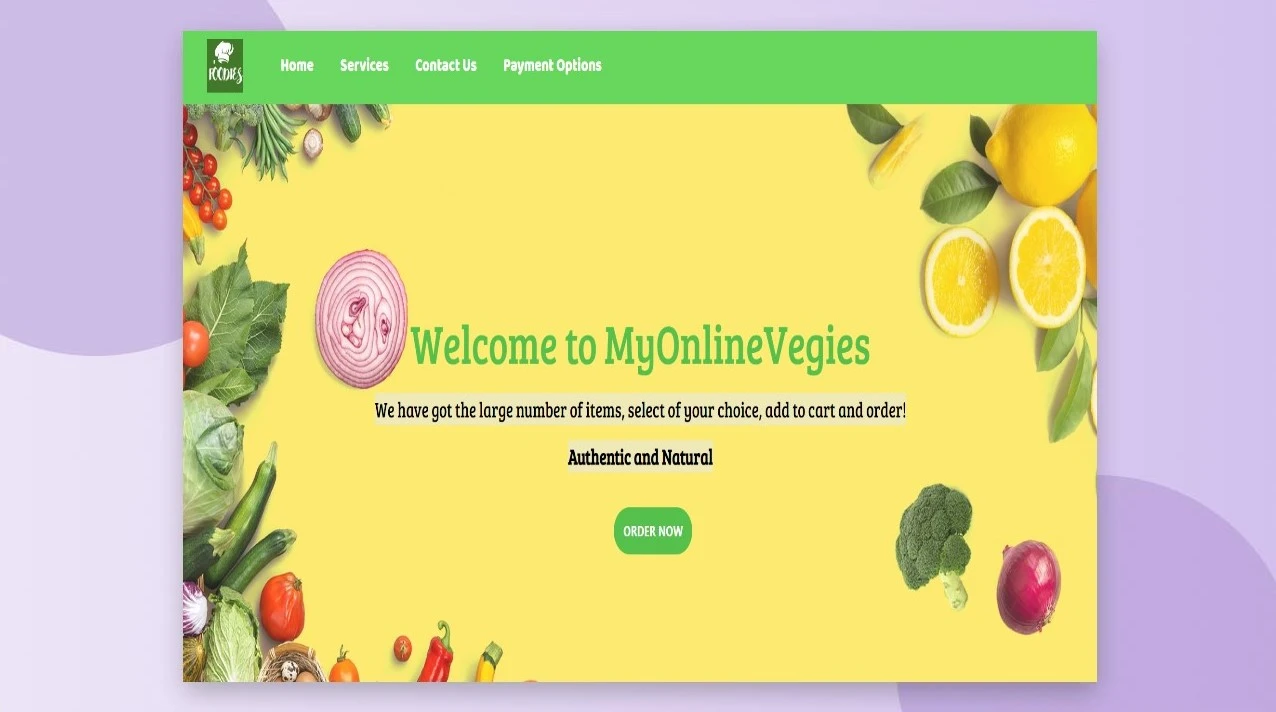 FOODIES
Home Services Contact Us Payment Options
Welcome to MyOnlineVegies
We have got the large number of items, select of your choice, add to cart and order!
Authentic and Natural
ORDER NOW